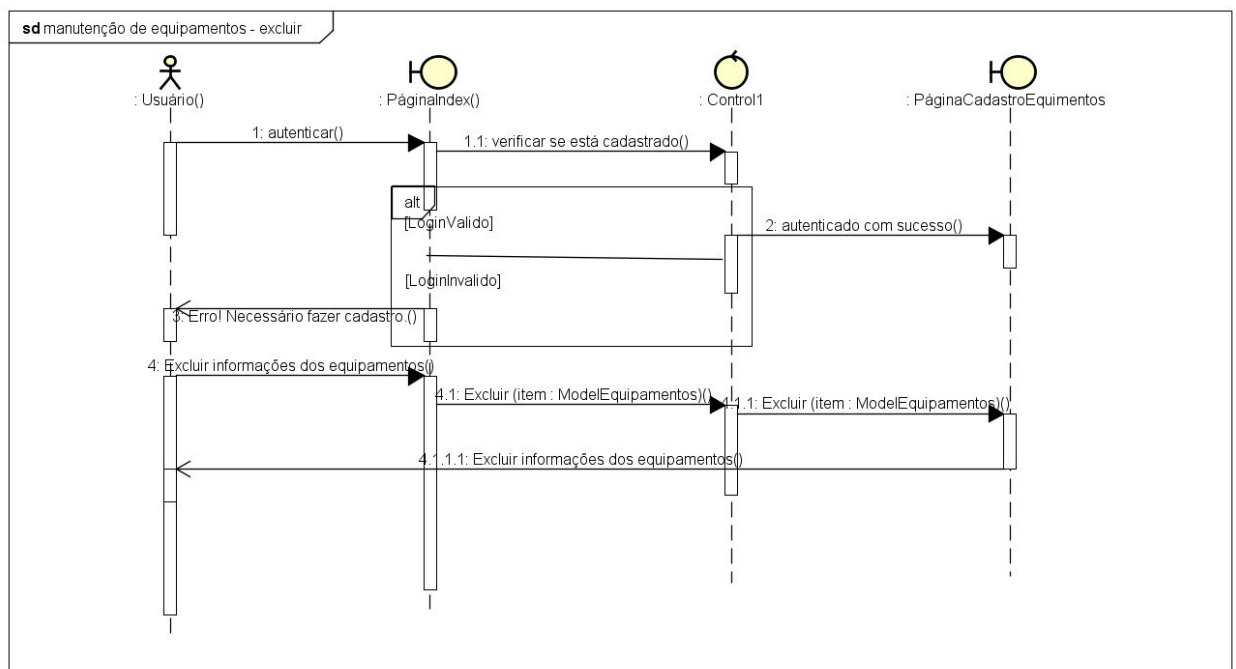 sd manutenção de equipamentos - excluir
: Usuário()
: PáginaIndex()
: Control1
: PáginaCadastroEquimentos
1: autenticar()
1.1: verificar se está cadastrado()
alt
[LoginValido]
2: autenticado com sucesso()
[LoginInvalido]
3: Erro! Necessário fazer cadastro.()
4: Excluir informações dos equipamentos()
4.1: Excluir (item : ModelEquipamentos)()
4.1.1: Excluir (item : ModelEquipamentos)()
4.1.1.1: Excluir informações dos equipamentos()